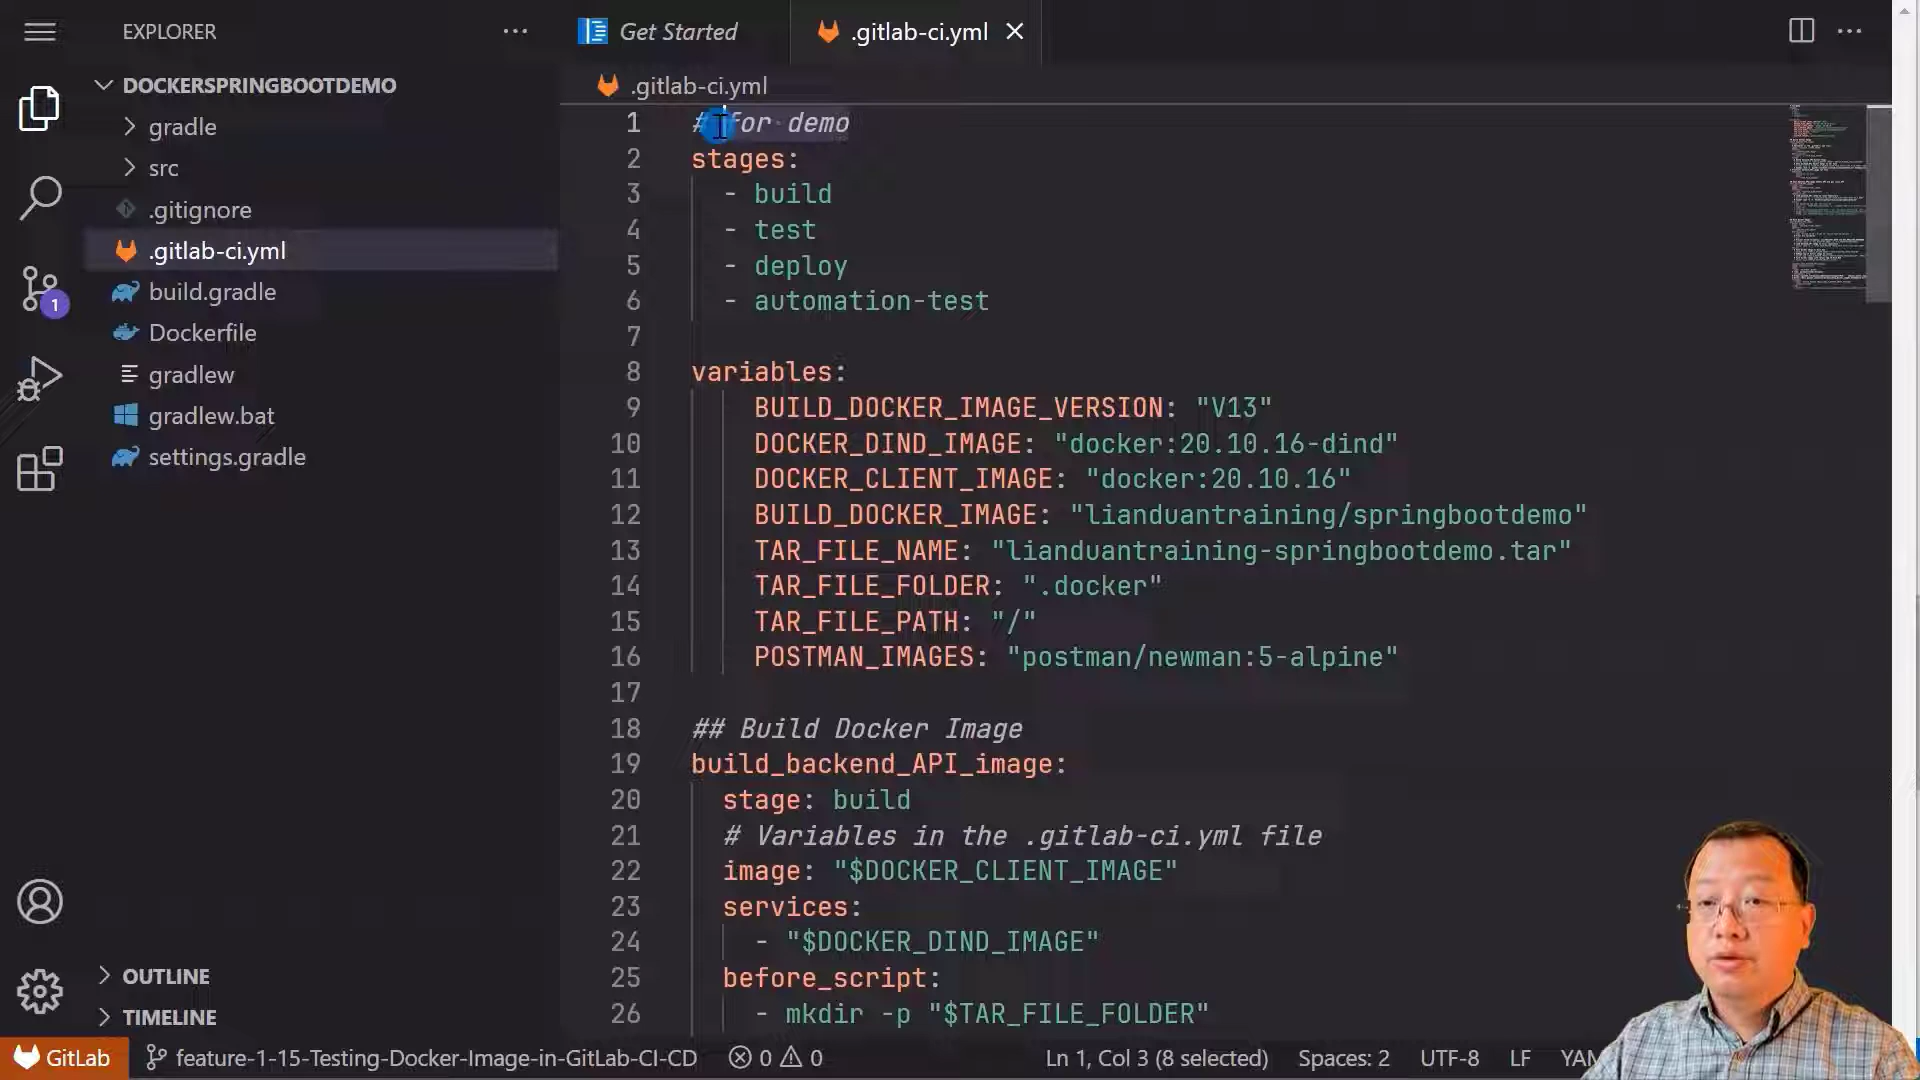 EXPLORER
Get Started
.gitlab-ci.yml
DOCKERSPRINGBOOTDEMO
gradle
src
.gitignore
.gitlab-ci.yml
build.gradle
Dockerfile
gradlew
gradlew.bat
settings.gradle
1
OUTLINE
TIMELINE
.gitlab-ci.yml
1 # for demo
2 stages:
3 - build
4 - test
5 - deploy
6 - automation-test
7
8 variables:
9 BUILD_DOCKER_IMAGE_VERSION: "V13"
10 DOCKER_DIND_IMAGE: "docker:20.10.16-dind"
11 DOCKER_CLIENT_IMAGE: "docker:20.10.16"
12 BUILD_DOCKER_IMAGE: "lianduantraining/springbootdemo"
13 TAR_FILE_NAME: "lianduantraining-springbootdemo.tar"
14 TAR_FILE_FOLDER: ".docker"
15 TAR_FILE_PATH: "/"
16 POSTMAN_IMAGES: "postman/newman:5-alpine"
17
18 ## Build Docker Image
19 build_backend_API_image:
20 stage: build
21 # Variables in the .gitlab-ci.yml file
22 image: "$DOCKER_CLIENT_IMAGE"
23 services:
24 - "$DOCKER_DIND_IMAGE"
25 before_script:
26 - mkdir -p "$TAR_FILE_FOLDER"
GitLab feature-1-15-Testing-Docker-Image-in-GitLab-CI-CD 0 0 Ln 1, Col 3 (8 selected) Spaces: 2 UTF-8 LF